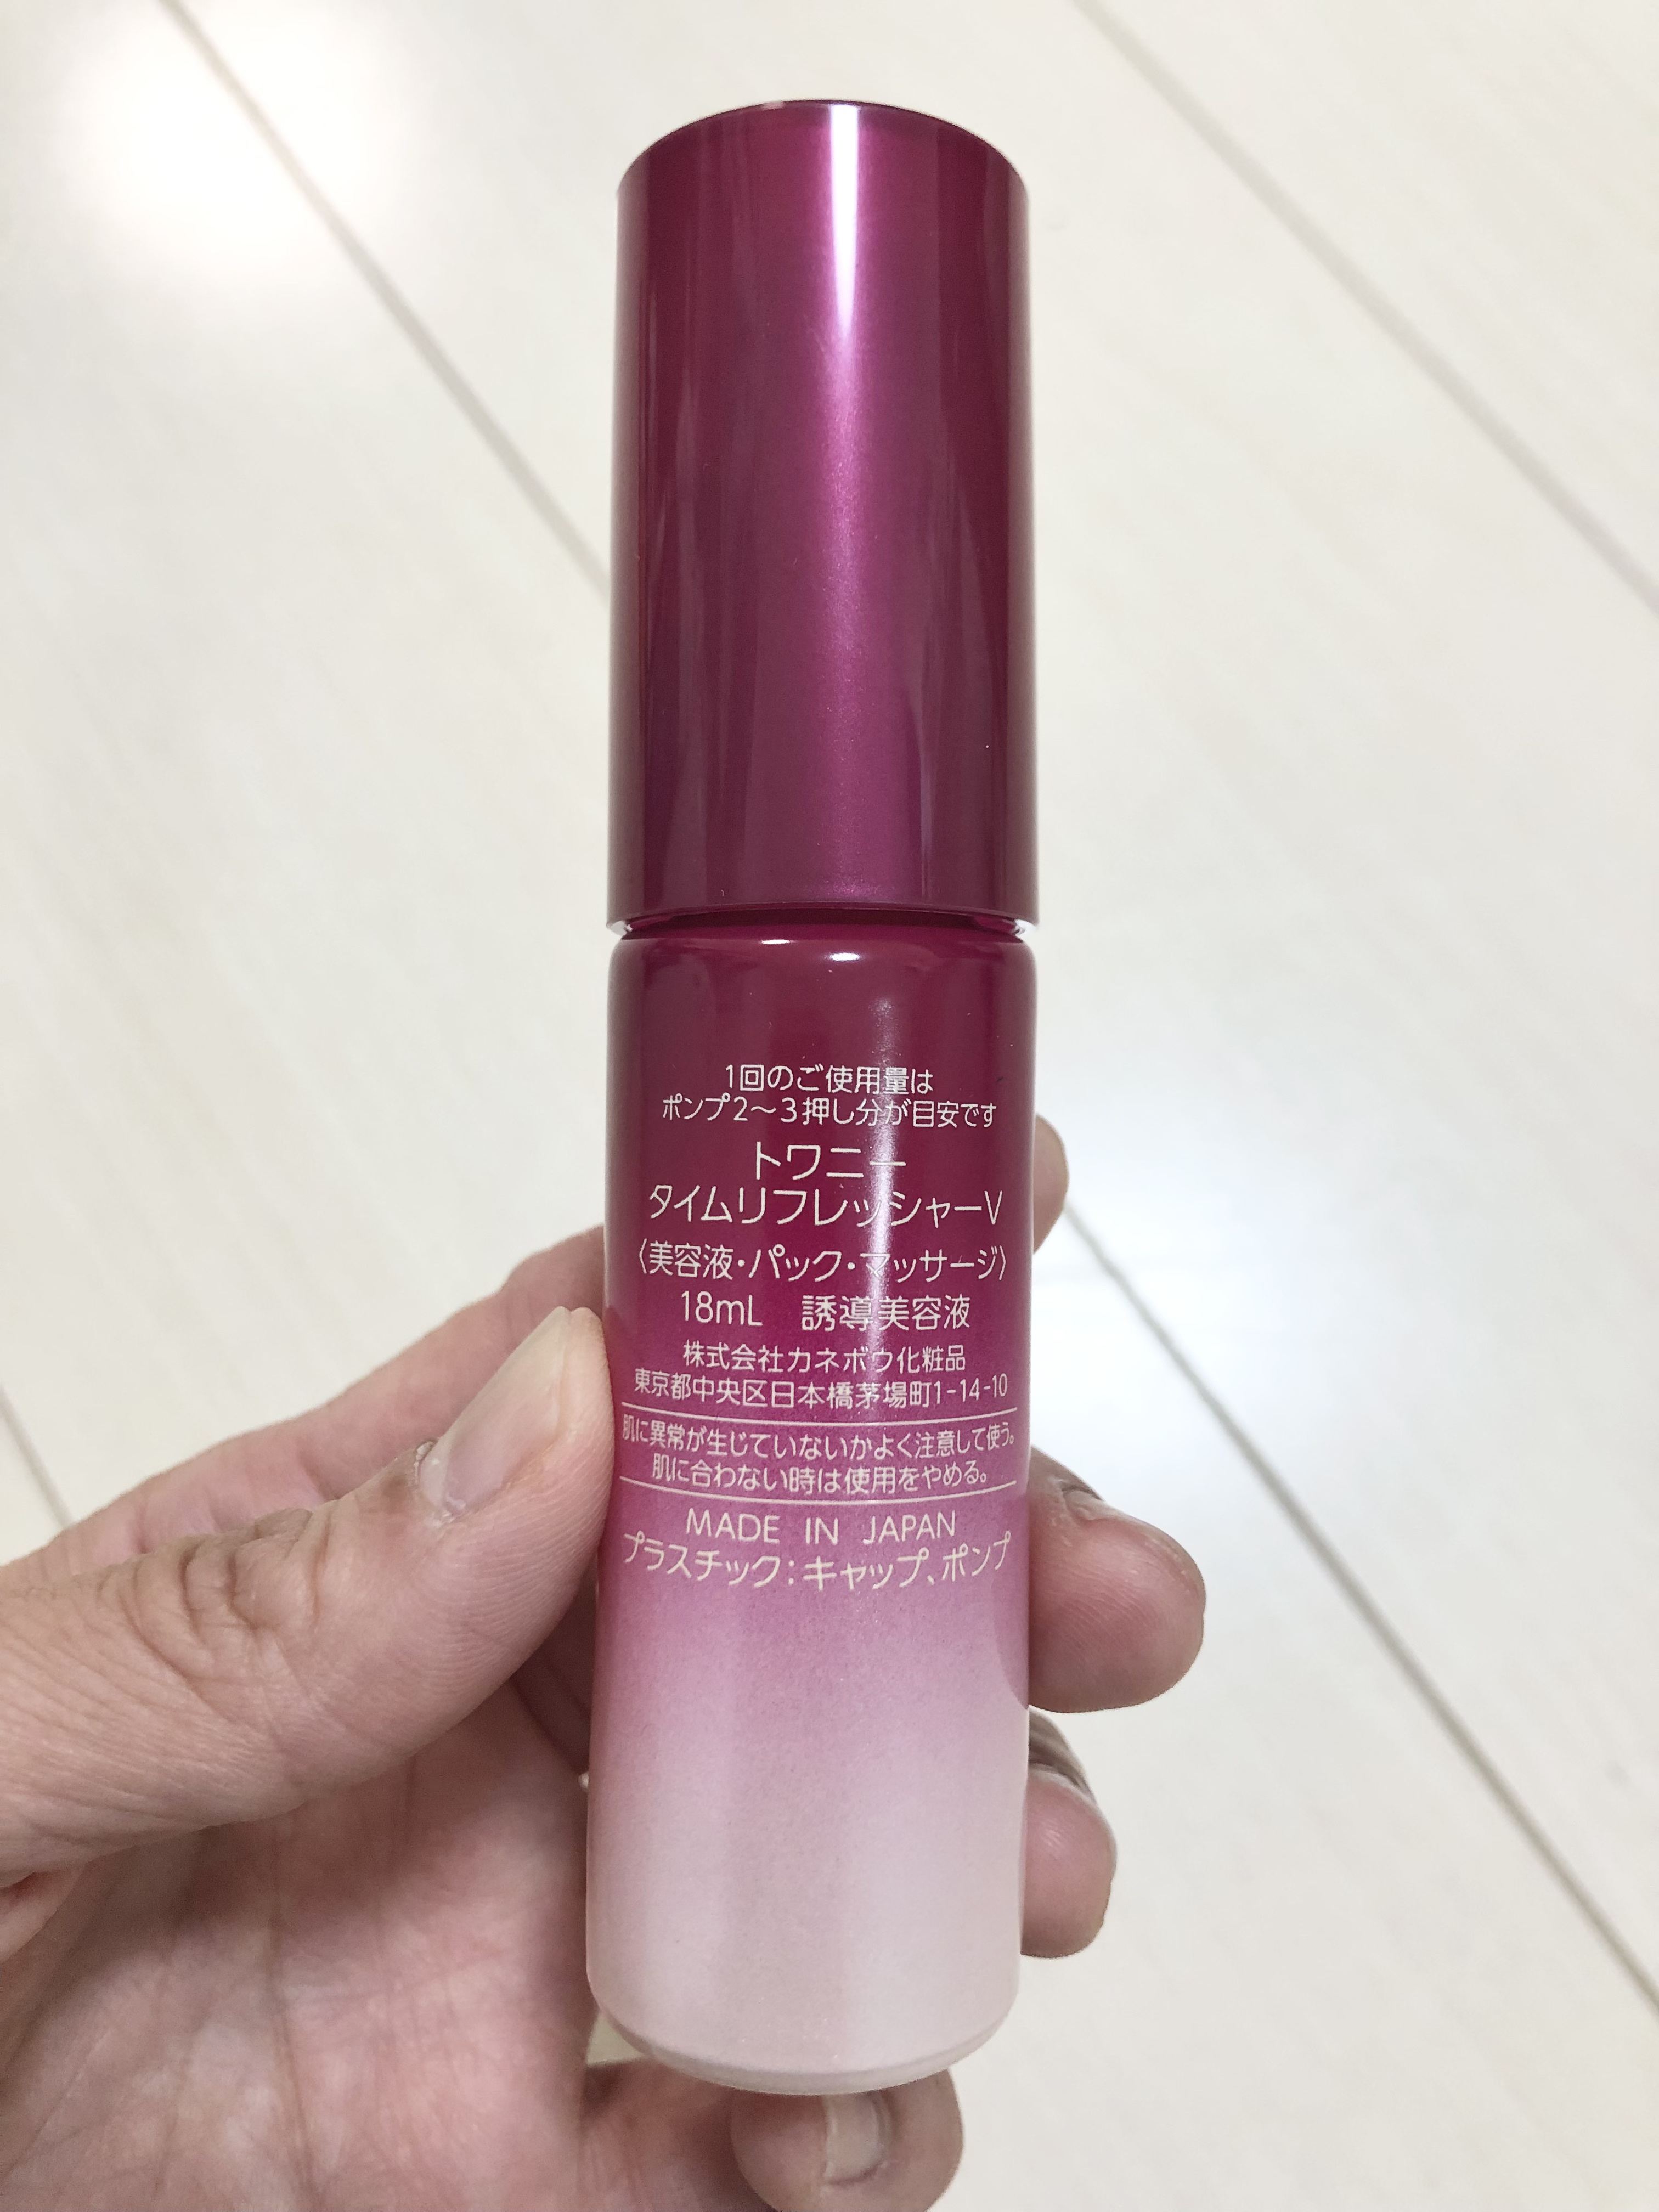 1回のご使用量は
ポンプ2〜3押し分が目安です
トワニー
タイムリフレッシャーV
〈美容液・パック・マッサージ〉
18mL 誘導美容液
株式会社カネボウ化粧品
東京都中央区日本橋茅場町1-14-10
肌に異常が生じていないかよく注意して使う。
肌に合わない時は使用をやめる。
MADE IN JAPAN
プラスチック:キャップ、ポンプ